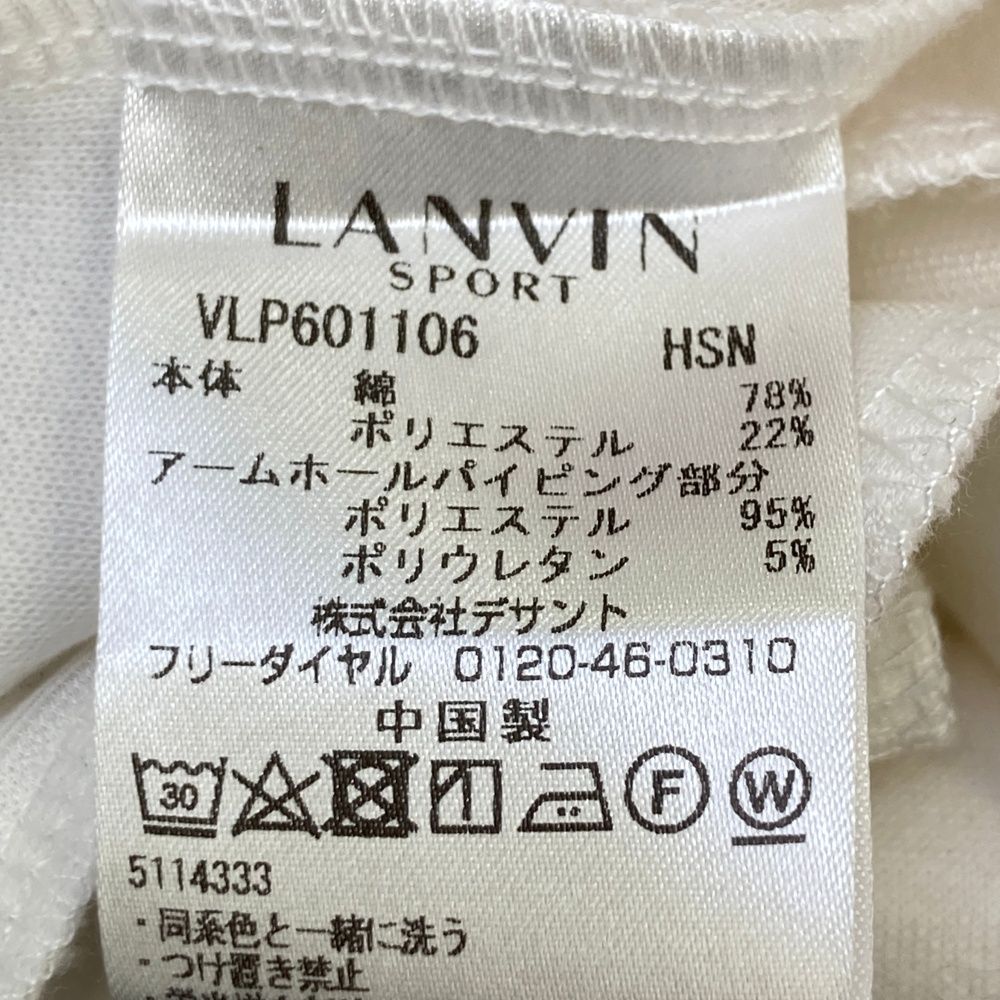 LANVIN
SPORT
VLP601106 HSN
本体 綿 78%
ポリエステル 22%
アームホールパイピング部分
ポリエステル 95%
ポリウレタン 5%
株式会社デサント
フリーダイヤル 0120-46-0310
中国製
30 F W
5114333
・同系色と一緒に洗う
・つけ置き禁止